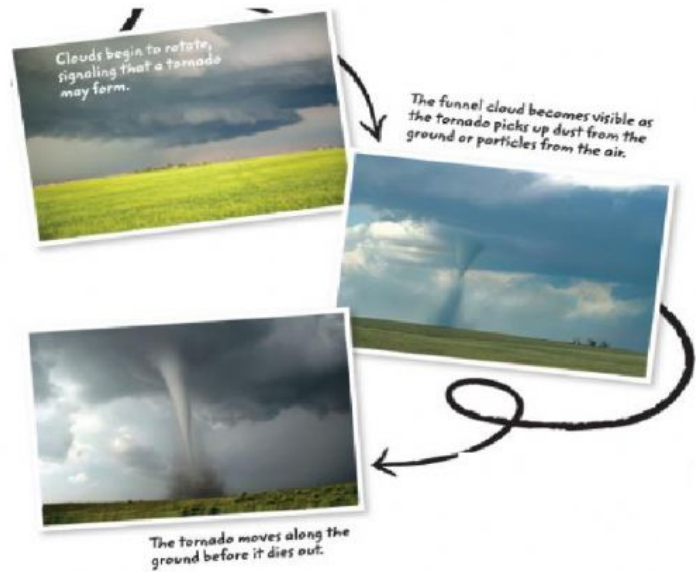 Clouds begin to rotate,
signaling that a tornado
may form.
The funnel cloud becomes visible as
the tornado picks up dust from the
ground or particles from the air.
The tornado moves along the
ground before it dies out.